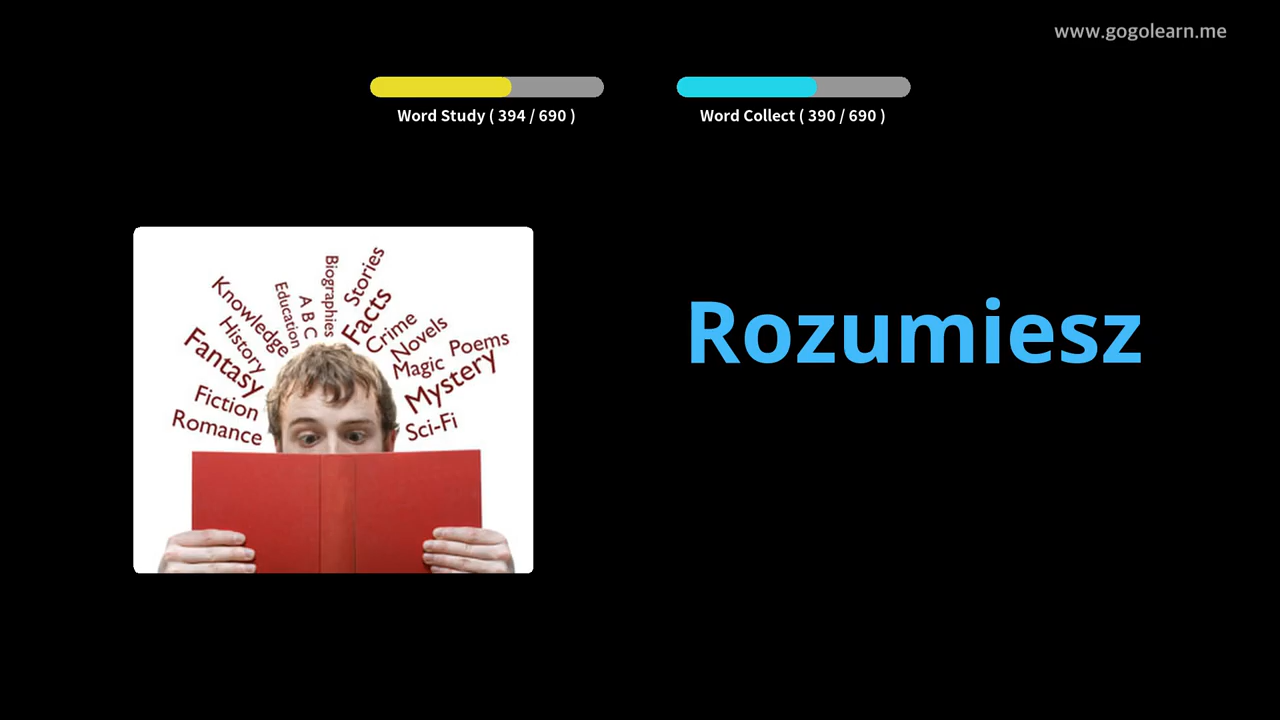 www.gogolearn.me
Word Study ( 394 / 690 )
Word Collect ( 390 / 690 )
Rozumiesz
Biographies
Stories
Education
A B C
Facts
Knowledge
Crime
History
Novels
Fantasy
Magic
Poems
Mystery
Fiction
Romance
Sci-Fi